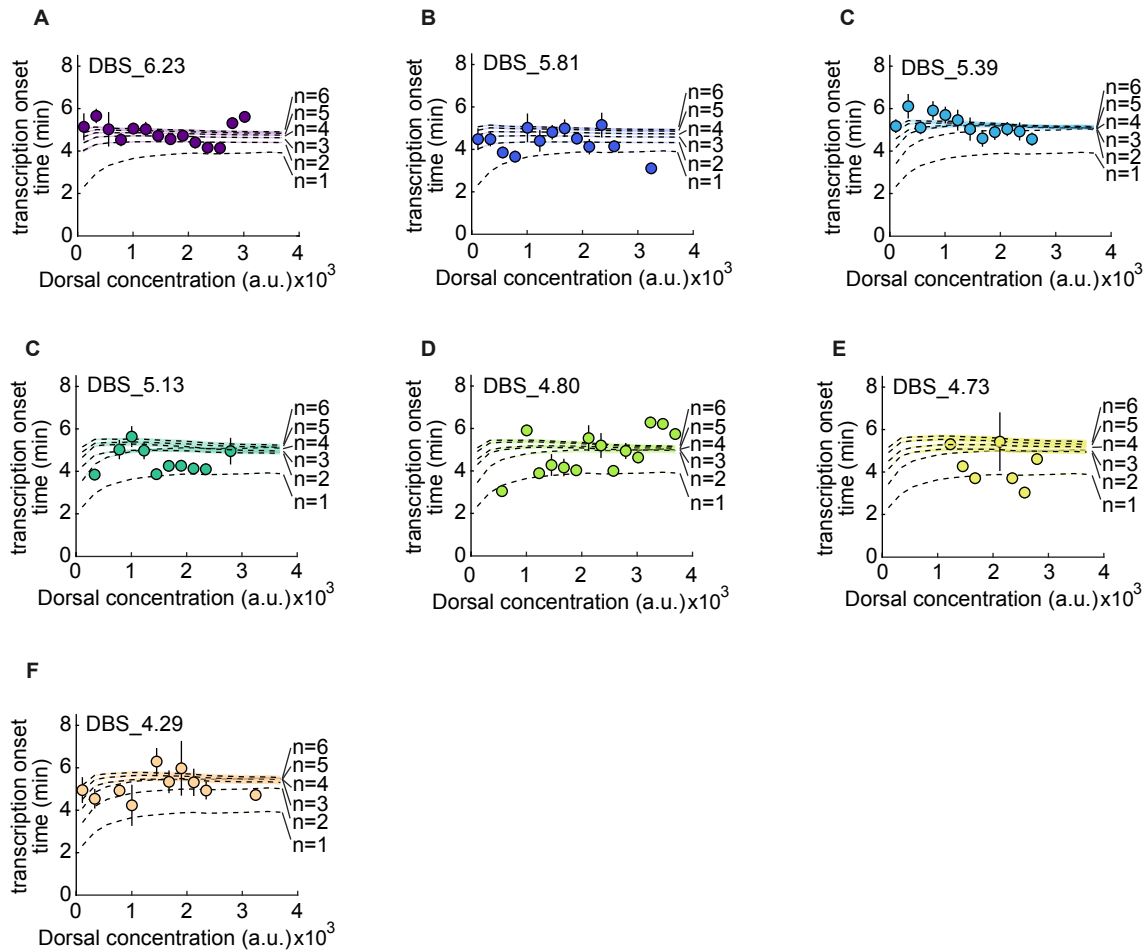 A
transcription onset
time (min)
DBS_6.23
8
6
4
2
0
n=6
n=5
n=4
n=3
n=2
n=1
0 1 2 3 4
Dorsal concentration (a.u.) x10³
B
transcription onset
time (min)
DBS_5.81
8
6
4
2
0
n=6
n=5
n=4
n=3
n=2
n=1
0 1 2 3 4
Dorsal concentration (a.u.) x10³
C
transcription onset
time (min)
DBS_5.39
8
6
4
2
0
n=6
n=5
n=4
n=3
n=2
n=1
0 1 2 3 4
Dorsal concentration (a.u.) x10³
C
transcription onset
time (min)
DBS_5.13
8
6
4
2
0
n=6
n=5
n=4
n=3
n=2
n=1
0 1 2 3 4
Dorsal concentration (a.u.) x10³
D
transcription onset
time (min)
DBS_4.80
8
6
4
2
0
n=6
n=5
n=4
n=3
n=2
n=1
0 1 2 3 4
Dorsal concentration (a.u.) x10³
E
transcription onset
time (min)
DBS_4.73
8
6
4
2
0
n=6
n=5
n=4
n=3
n=2
n=1
0 1 2 3 4
Dorsal concentration (a.u.) x10³
F
transcription onset
time (min)
DBS_4.29
8
6
4
2
0
n=6
n=5
n=4
n=3
n=2
n=1
0 1 2 3 4
Dorsal concentration (a.u.) x10³